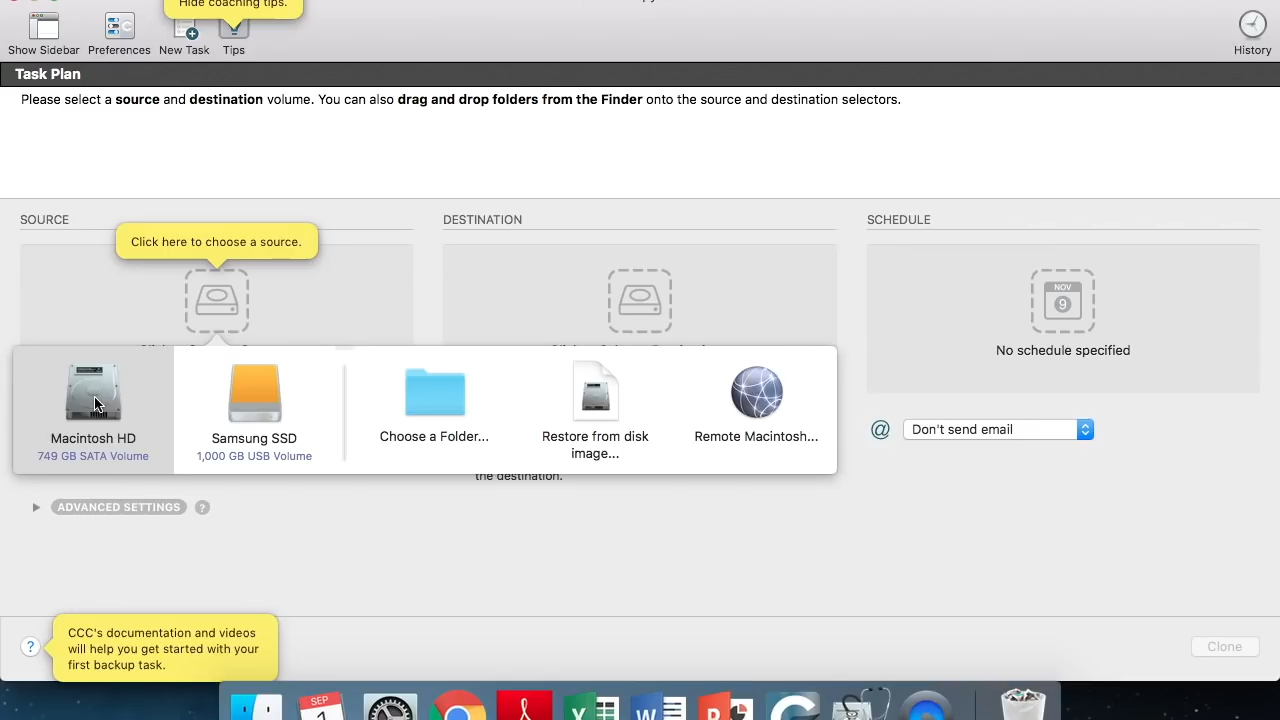 Hide coaching tips.
Show Sidebar
Preferences
New Task
Tips
History
Task Plan
Please select a source and destination volume. You can also drag and drop folders from the Finder onto the source and destination selectors.
SOURCE
DESTINATION
SCHEDULE
Click here to choose a source.
NOV
9
No schedule specified
Macintosh HD
749 GB SATA Volume
Samsung SSD
1,000 GB USB Volume
Choose a Folder...
Restore from disk
image...
Remote Macintosh...
@ Don't send email
the destination.
ADVANCED SETTINGS ?
? CCC's documentation and videos
will help you get started with your
first backup task.
Clone
SEP